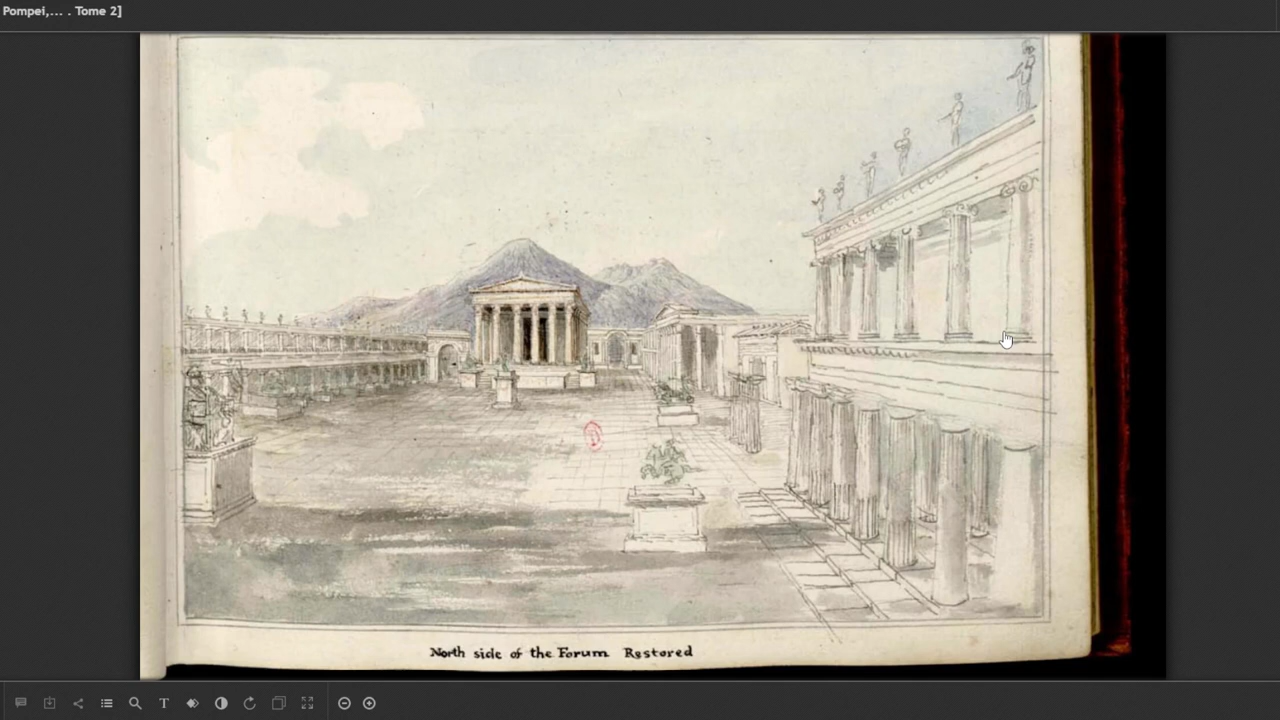 Pompei,... . Tome 2]
North side of the Forum Restored
T